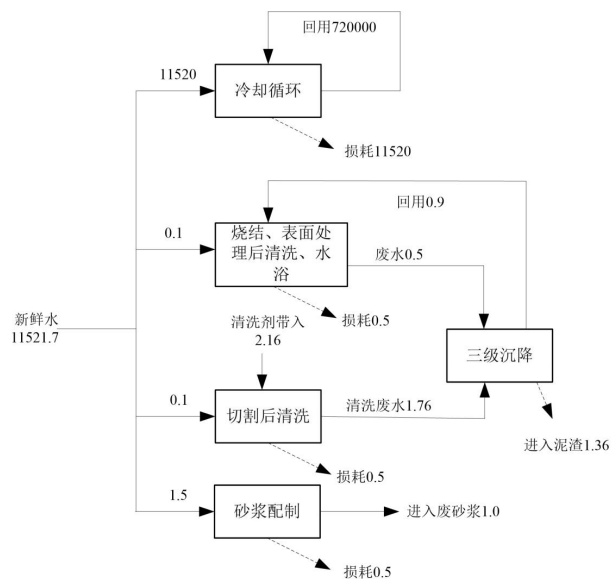 回用720000
11520
冷却循环
损耗11520
回用0.9
0.1
烧结、表面处
理后清洗、水
浴
废水0.5
损耗0.5
新鲜水
11521.7
清洗剂带入
2.16
三级沉降
0.1
切割后清洗
清洗废水1.76
进入泥渣1.36
损耗0.5
1.5
砂浆配制
进入废砂浆1.0
损耗0.5